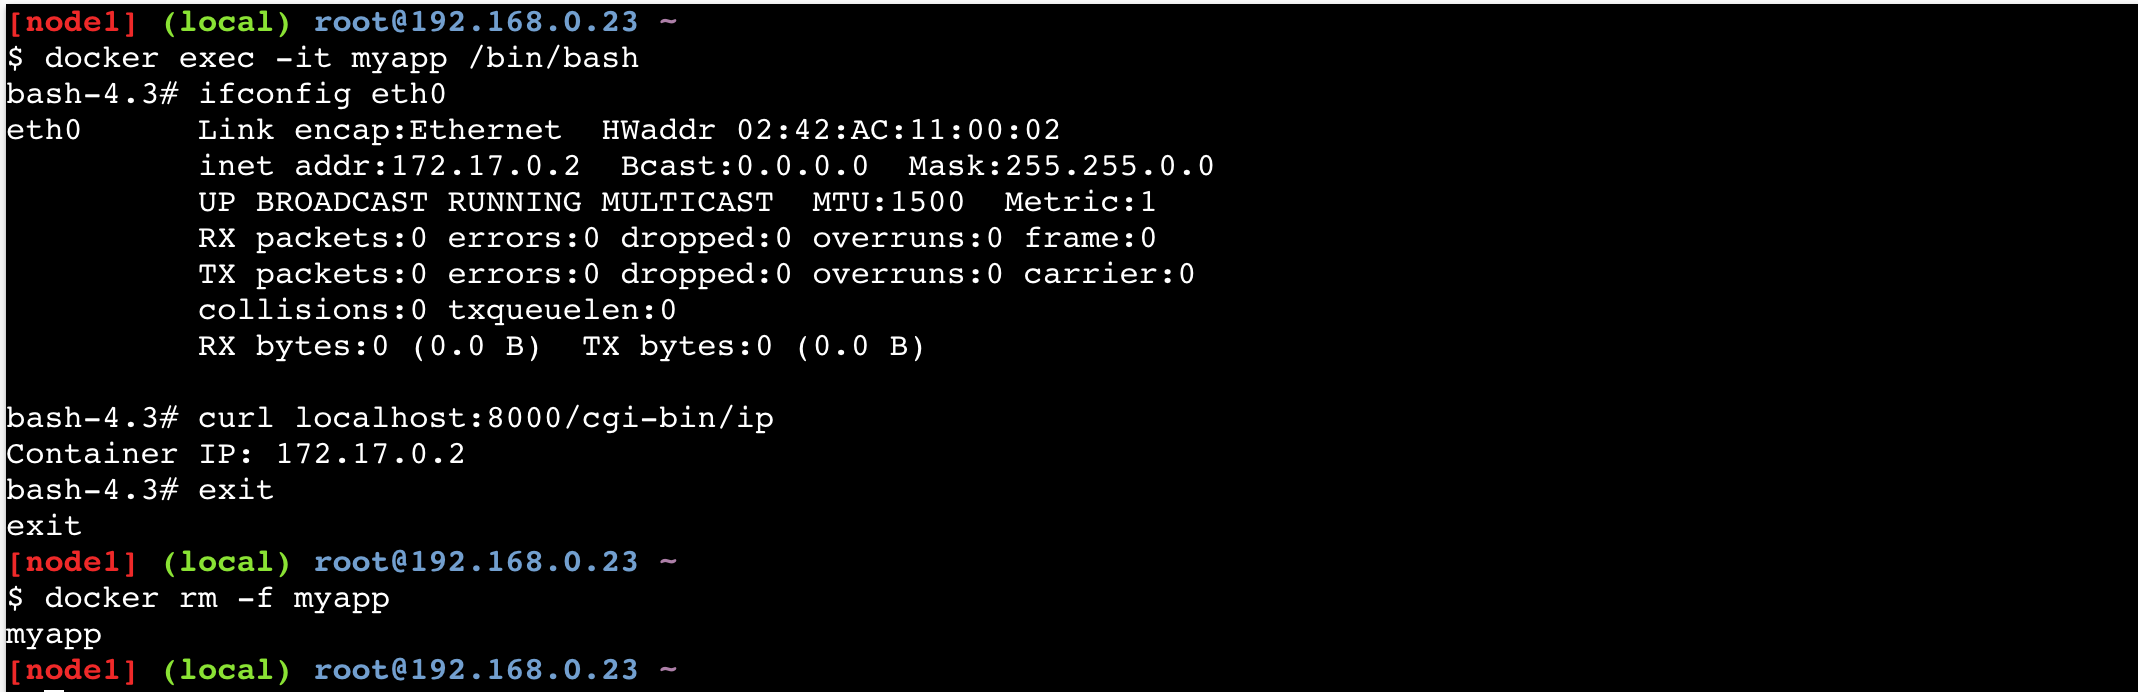 [node1] (local) root@192.168.0.23 ~
$ docker exec -it myapp /bin/bash
bash-4.3# ifconfig eth0
eth0      Link encap:Ethernet  HWaddr 02:42:AC:11:00:02
          inet addr:172.17.0.2  Bcast:0.0.0.0  Mask:255.255.0.0
          UP BROADCAST RUNNING MULTICAST  MTU:1500  Metric:1
          RX packets:0 errors:0 dropped:0 overruns:0 frame:0
          TX packets:0 errors:0 dropped:0 overruns:0 carrier:0
          collisions:0 txqueuelen:0
          RX bytes:0 (0.0 B)  TX bytes:0 (0.0 B)

bash-4.3# curl localhost:8000/cgi-bin/ip
Container IP: 172.17.0.2
bash-4.3# exit
exit
[node1] (local) root@192.168.0.23 ~
$ docker rm -f myapp
myapp
[node1] (local) root@192.168.0.23 ~